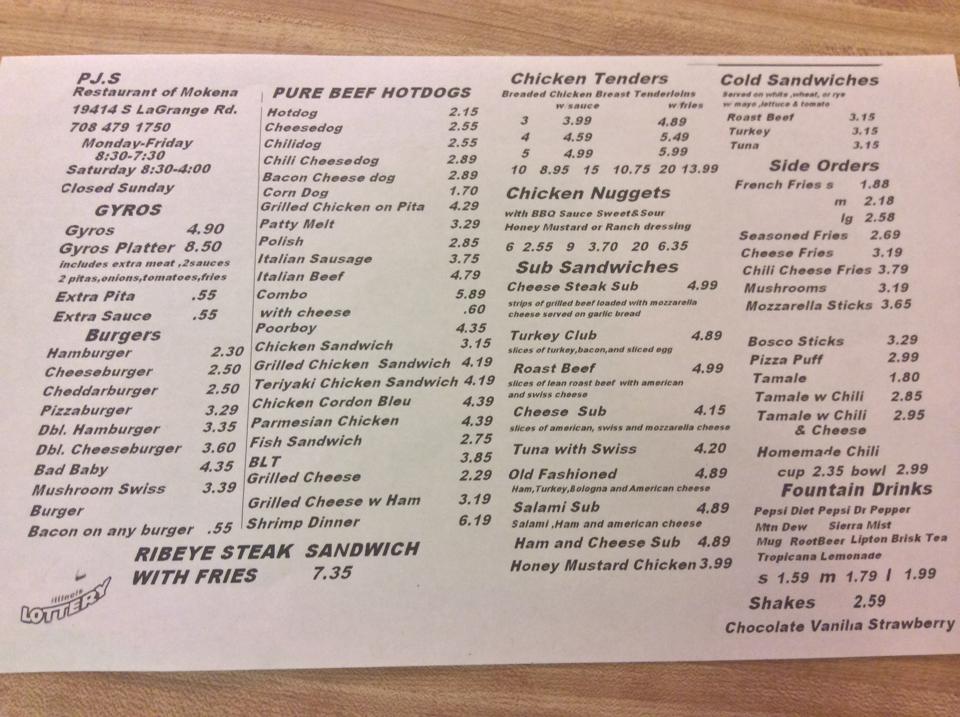 PJ.S
Restaurant of Mokena
19414 S LaGrange Rd.
708 479 1750
Monday-Friday
8:30-7:30
Saturday 8:30-4:00
Closed Sunday
GYROS
Gyros 4.90
Gyros Platter 8.50
includes extra meat ,2sauces
2 pitas,onions,tomatoes,fries
Extra Pita .55
Extra Sauce .55
Burgers
Hamburger 2.30
Cheeseburger 2.50
Cheddarburger 2.50
Pizzaburger 3.29
Dbl. Hamburger 3.35
Dbl. Cheeseburger 3.60
Bad Baby 4.35
Mushroom Swiss 3.39
Burger
Bacon on any burger .55
PURE BEEF HOTDOGS
Hotdog 2.15
Cheesedog 2.55
Chilidog 2.55
Chili Cheesedog 2.89
Bacon Cheese dog 2.89
Corn Dog 1.70
Grilled Chicken on Pita 4.29
Patty Melt 3.29
Polish 2.85
Italian Sausage 3.75
Italian Beef 4.79
Combo 5.89
with cheese .60
Poorboy 4.35
Chicken Sandwich 3.15
Grilled Chicken Sandwich 4.19
Teriyaki Chicken Sandwich 4.19
Chicken Cordon Bleu 4.39
Parmesian Chicken 4.39
Fish Sandwich 2.75
BLT 3.85
Grilled Cheese 2.29
Grilled Cheese w Ham 3.19
Shrimp Dinner 6.19
RIBEYE STEAK SANDWICH
WITH FRIES 7.35
Illinois
LOTTERY
Chicken Tenders
Breaded Chicken Breast Tenderloins
w/sauce w/fries
3 3.99 4.89
4 4.59 5.49
5 4.99 5.99
10 8.95 15 10.75 20 13.99
Chicken Nuggets
with BBQ Sauce Sweet&Sour
Honey Mustard or Ranch dressing
6 2.55 9 3.70 20 6.35
Sub Sandwiches
Cheese Steak Sub 4.99
strips of grilled beef loaded with mozzarella
cheese served on garlic bread
Turkey Club 4.89
slices of turkey,bacon,and sliced egg
Roast Beef 4.99
slices of lean roast beef with american
and swiss cheese
Cheese Sub 4.15
slices of american, swiss and mozzarella cheese
Tuna with Swiss 4.20
Old Fashioned 4.89
Ham,Turkey,Bologna and American cheese
Salami Sub 4.89
Salami ,Ham and american cheese
Ham and Cheese Sub 4.89
Honey Mustard Chicken 3.99
Cold Sandwiches
Served on white ,wheat, or rye
w mayo ,lettuce & tomato
Roast Beef 3.15
Turkey 3.15
Tuna 3.15
Side Orders
French Fries s 1.88
m 2.18
lg 2.58
Seasoned Fries 2.69
Cheese Fries 3.19
Chili Cheese Fries 3.79
Mushrooms 3.19
Mozzarella Sticks 3.65
Bosco Sticks 3.29
Pizza Puff 2.99
Tamale 1.80
Tamale w Chili 2.85
Tamale w Chili 2.95
& Cheese
Homemade Chili
cup 2.35 bowl 2.99
Fountain Drinks
Pepsi Diet Pepsi Dr Pepper
Mtn Dew Sierra Mist
Mug RootBeer Lipton Brisk Tea
Tropicana Lemonade
s 1.59 m 1.79 l 1.99
Shakes 2.59
Chocolate Vanilla Strawberry